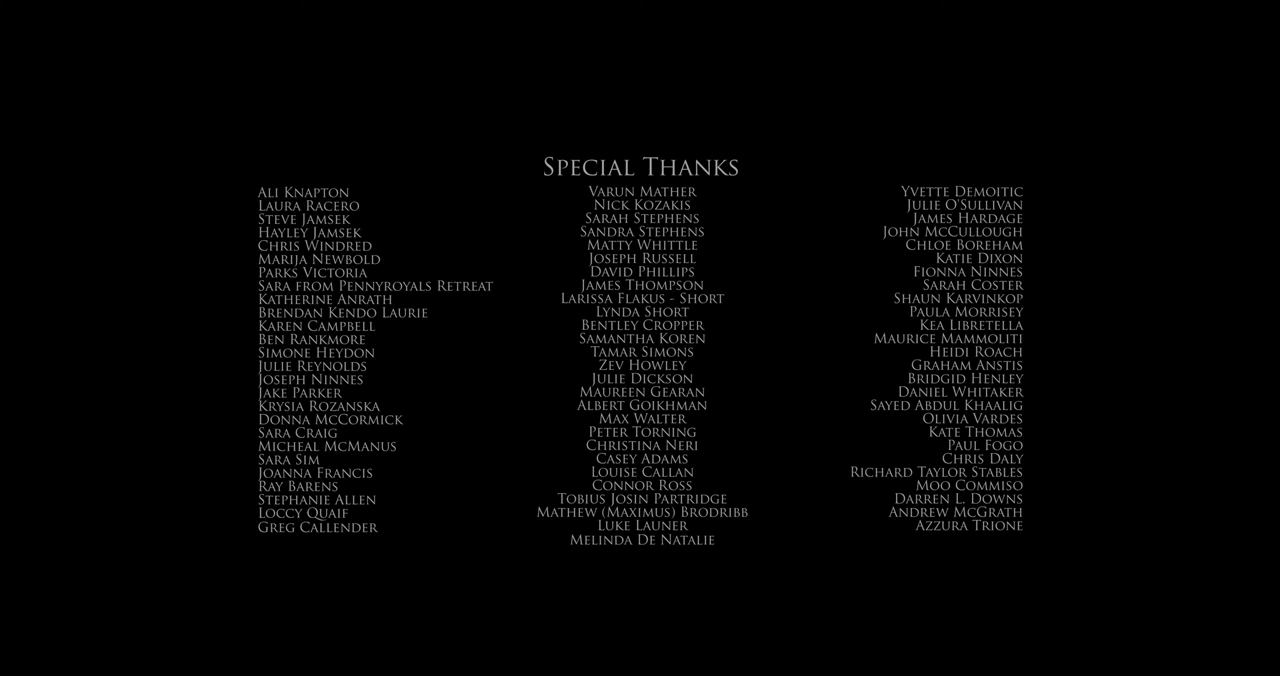 Special Thanks
Ali Knapton
Laura Racero
Steve Jamsek
Hayley Jamsek
Chris Windred
Marija Newbold
Parks Victoria
Sara from Pennyroyals Retreat
Katherine Anrath
Brendan Kendo Laurie
Karen Campbell
Ben Rankmore
Simone Heydon
Julie Reynolds
Joseph Ninnes
Jake Parker
Krysia Rozanska
Donna McCormick
Sara Craig
Micheal McManus
Sara Sim
Joanna Francis
Ray Barens
Stephanie Allen
Loccy Quaif
Greg Callender
Varun Mather
Nick Kozakis
Sarah Stephens
Sandra Stephens
Matty Whittle
Joseph Russell
David Phillips
James Thompson
Larissa Flakus - Short
Lynda Short
Bentley Cropper
Samantha Koren
Tamar Simons
Zev Howley
Julie Dickson
Maureen Gearan
Albert Goikhman
Max Walter
Peter Torning
Christina Neri
Casey Adams
Louise Callan
Connor Ross
Tobius Josin Partridge
Mathew (Maximus) Brodribb
Luke Launer
Melinda De Natalie
Yvette Demoitic
Julie O'Sullivan
James Hardage
John McCullough
Chloe Boreham
Katie Dixon
Fionna Ninnes
Sarah Coster
Shaun Karvinkop
Paula Morrisey
Kea Libretella
Maurice Mammoliti
Heidi Roach
Graham Anstis
Bridgid Henley
Daniel Whitaker
Sayed Abdul Khaalig
Olivia Vardes
Kate Thomas
Paul Fogo
Chris Daly
Richard Taylor Stables
Moo Commiso
Darren L. Downs
Andrew McGrath
Azzura Trione